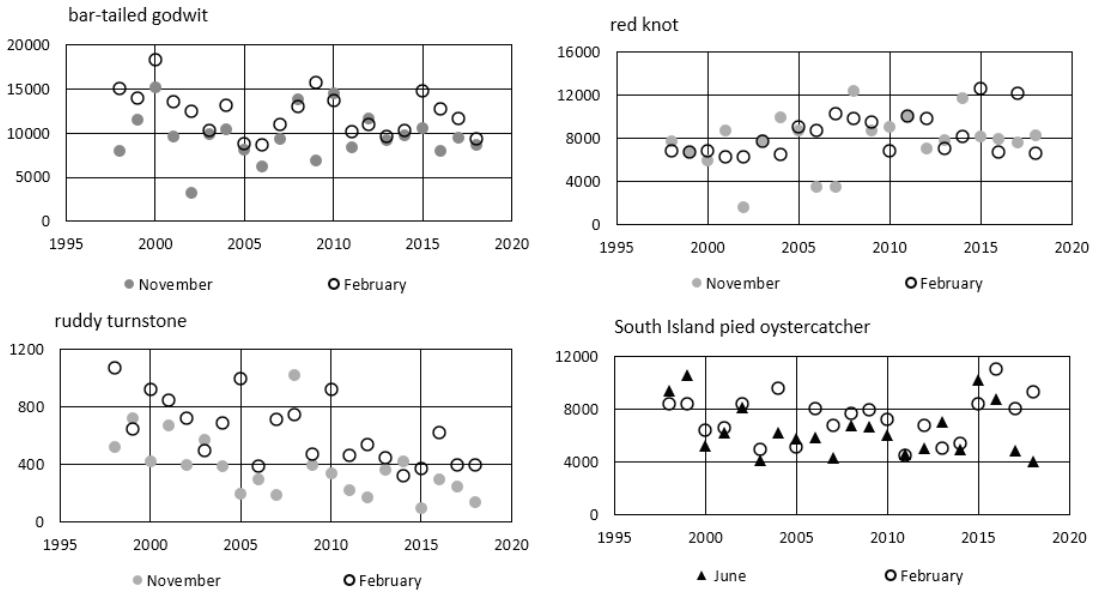 bar-tailed godwit
20000
15000
10000
5000
0
1995 2000 2005 2010 2015 2020
November February
red knot
16000
12000
8000
4000
0
1995 2000 2005 2010 2015 2020
November February
ruddy turnstone
1200
800
400
0
1995 2000 2005 2010 2015 2020
November February
South Island pied oystercatcher
12000
8000
4000
0
1995 2000 2005 2010 2015 2020
June February